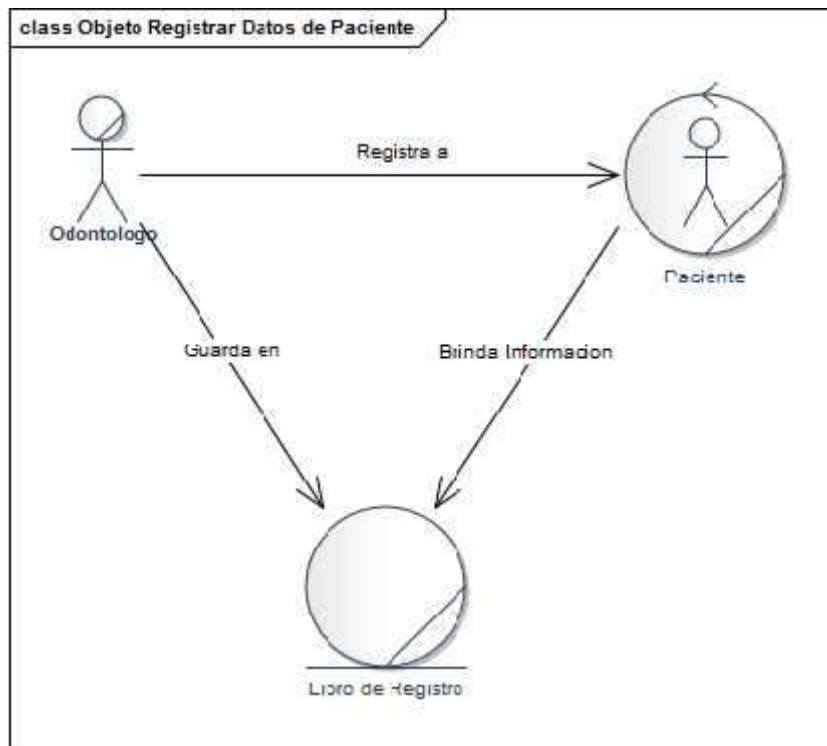 class Objeto Registrar Datos de Paciente
Registra a
Odontologo
Paciente
Guarda en
Brinda Informacion
Libro de Registro